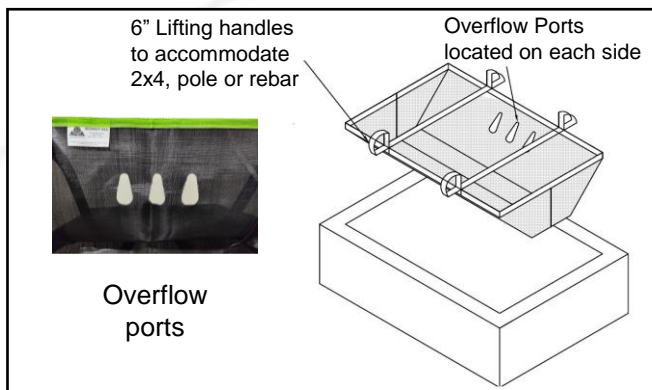 6” Lifting handles
to accommodate
2x4, pole or rebar
Overflow Ports
located on each side
Overflow
ports